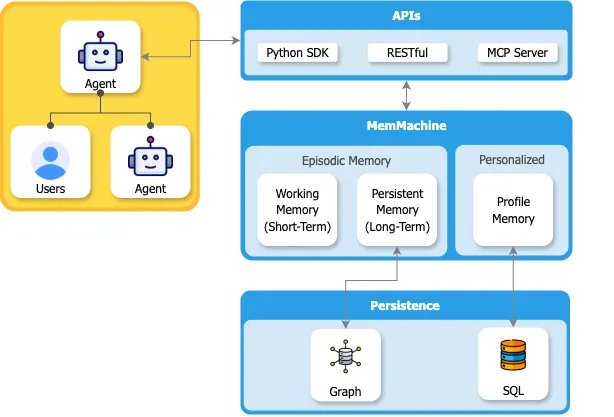 APIs
Python SDK
RESTful
MCP Server
Agent
Users
Agent
MemMachine
Episodic Memory
Personalized
Working
Memory
(Short-Term)
Persistent
Memory
(Long-Term)
Profile
Memory
Persistence
Graph
SQL